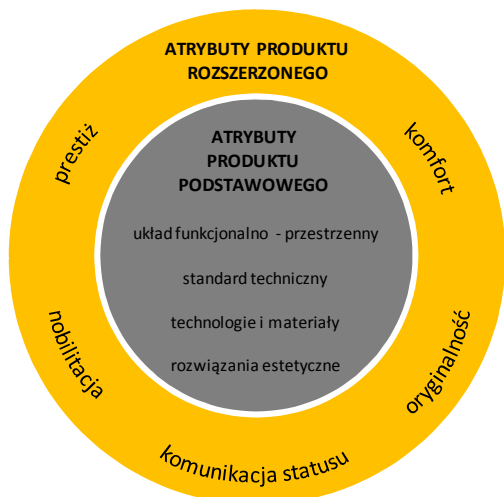 ATRYBUTY PRODUKTU
ROZSZERZONEGO
prestiż
komfort
ATRYBUTY
PRODUKTU
PODSTAWOWEGO
układ funkcjonalno - przestrzenny
standard techniczny
technologie i materiały
rozwiązania estetyczne
nobilitacja
oryginalność
komunikacja statusu